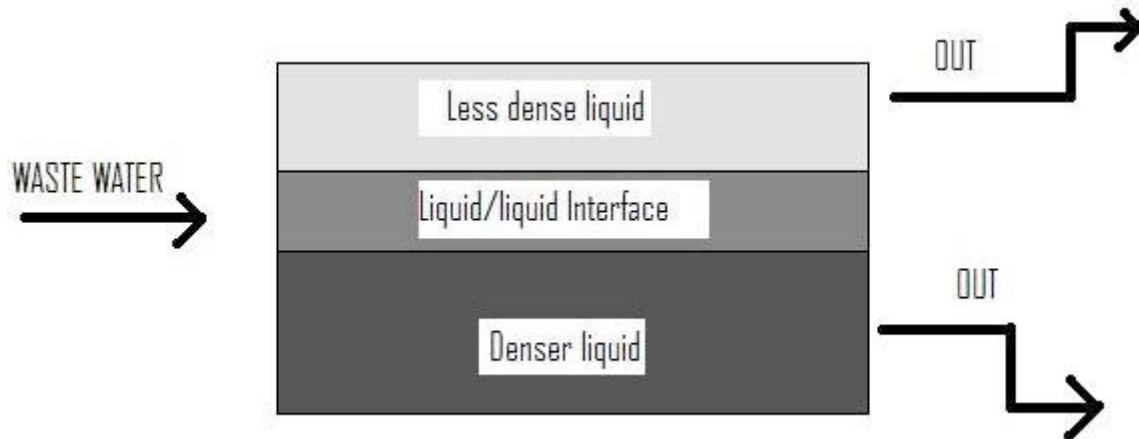 OUT
Less dense liquid
WASTE WATER
Liquid/liquid Interface
OUT
Denser liquid